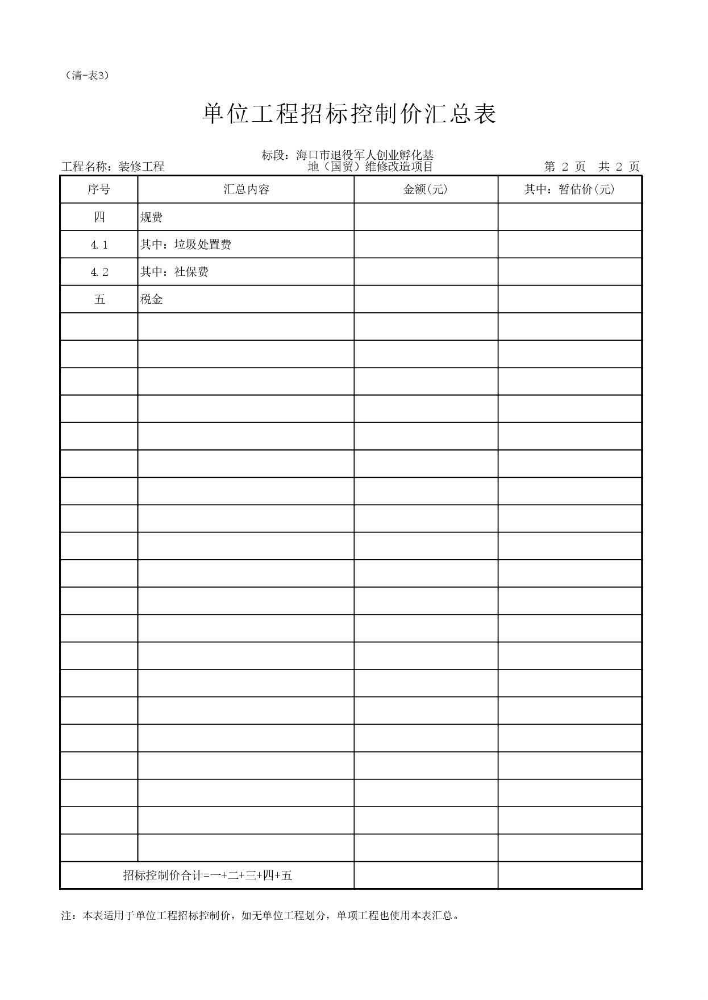 （清-表3）
单位工程招标控制价汇总表
标段：海口市退役军人创业孵化基
工程名称：装修工程 地（国贸）维修改造项目 第 2 页 共 2 页
序号 汇总内容 金额(元) 其中：暂估价(元)
四 规费
4.1 其中：垃圾处置费
4.2 其中：社保费
五 税金
招标控制价合计=一+二+三+四+五
注：本表适用于单位工程招标控制价，如无单位工程划分，单项工程也使用本表汇总。